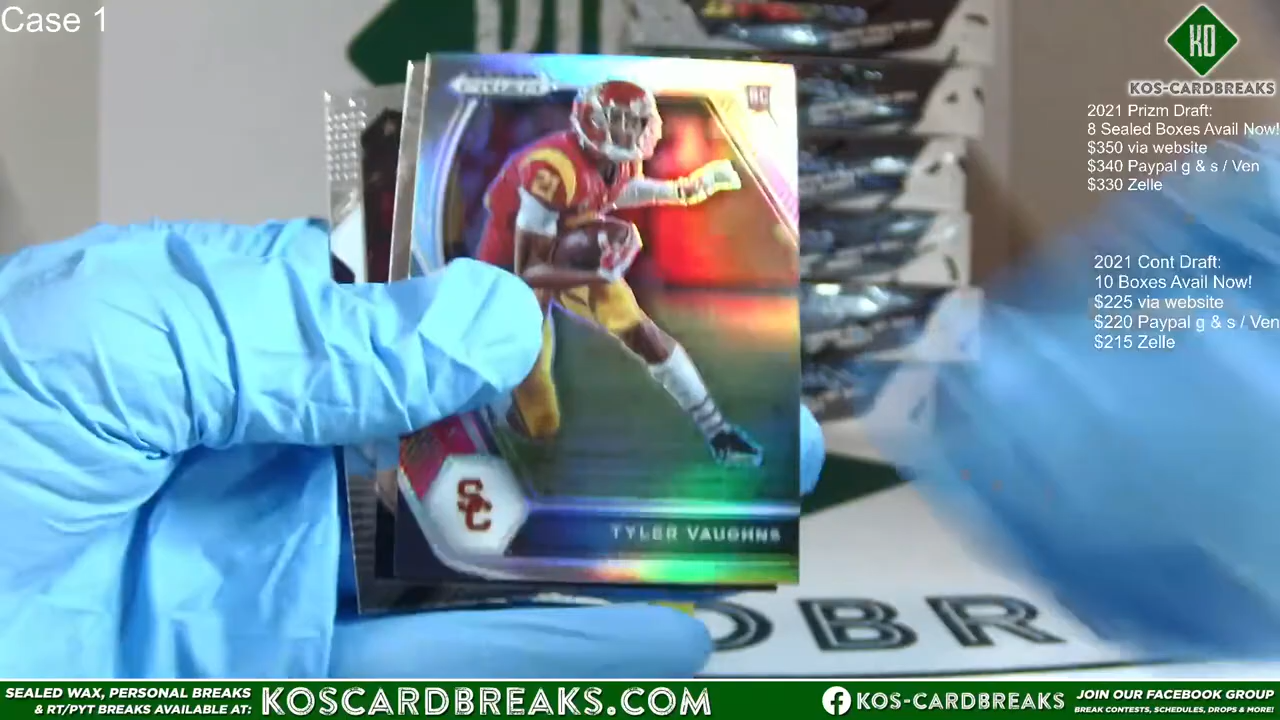 Case 1
KO
KOS-CARDBREAKS
2021 Prizm Draft:
8 Sealed Boxes Avail Now!
$350 via website
$340 Paypal g & s / Ven
$330 Zelle
2021 Cont Draft:
10 Boxes Avail Now!
$225 via website
$220 Paypal g & s / Ven
$215 Zelle
PRIZM
RC
21
SC
TYLER VAUGHNS
OBR
SEALED WAX, PERSONAL BREAKS
& RT/PYT BREAKS AVAILABLE AT:
KOSCARDBREAKS.COM
KOS-CARDBREAKS
JOIN OUR FACEBOOK GROUP
BREAK CONTESTS, SCHEDULES, DROPS & MORE!